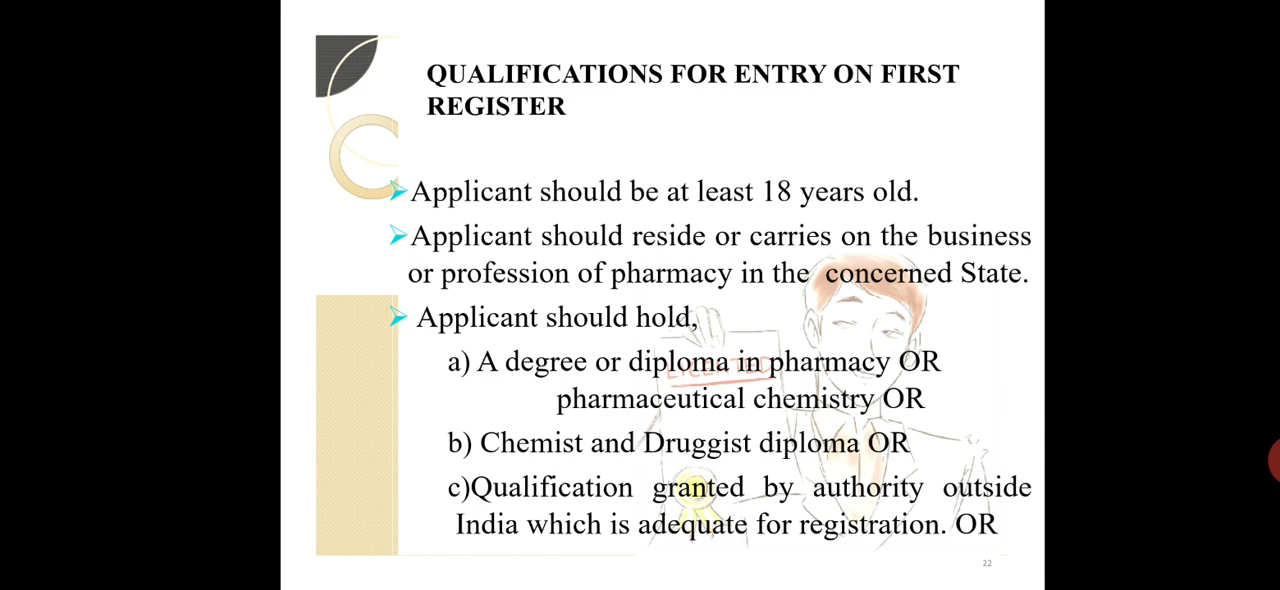 QUALIFICATIONS FOR ENTRY ON FIRST
REGISTER
Applicant should be at least 18 years old.
Applicant should reside or carries on the business
or profession of pharmacy in the concerned State.
Applicant should hold,
a) A degree or diploma in pharmacy OR
pharmaceutical chemistry OR
b) Chemist and Druggist diploma OR
c)Qualification granted by authority outside
India which is adequate for registration. OR
22